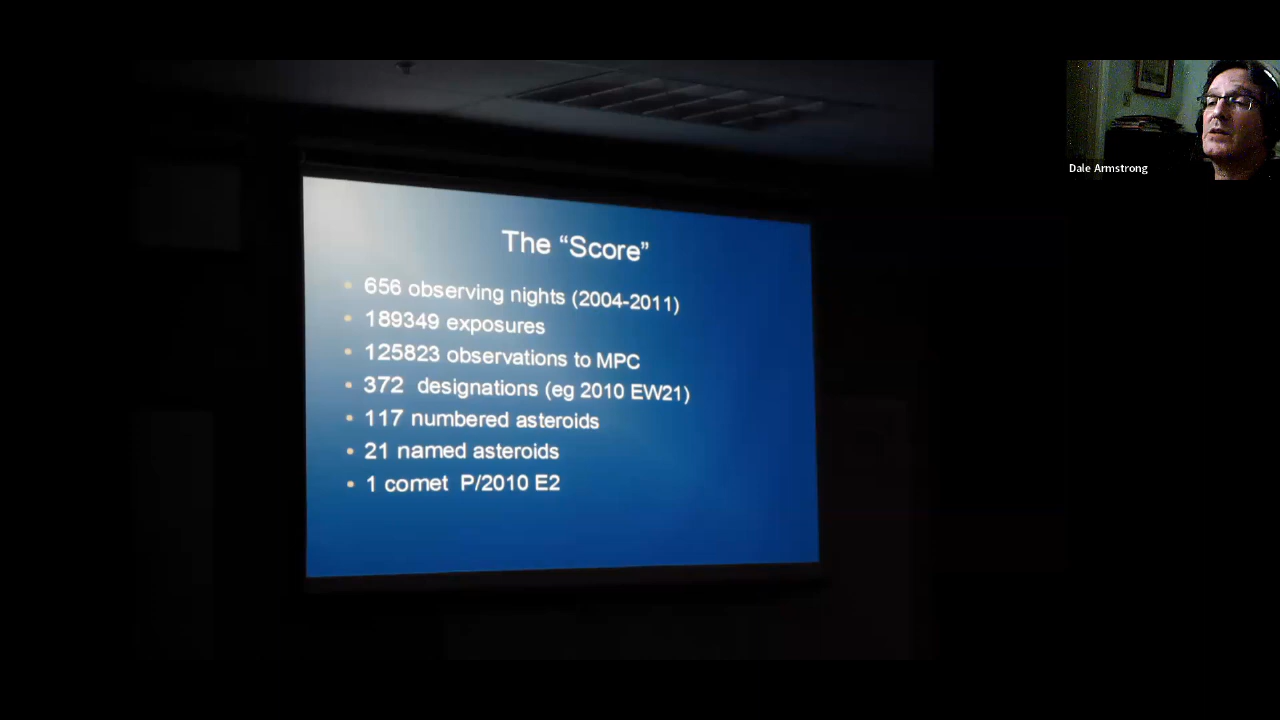 The “Score”
656 observing nights (2004-2011)
189349 exposures
125823 observations to MPC
372 designations (eg 2010 EW21)
117 numbered asteroids
21 named asteroids
1 comet P/2010 E2
Dale Armstrong